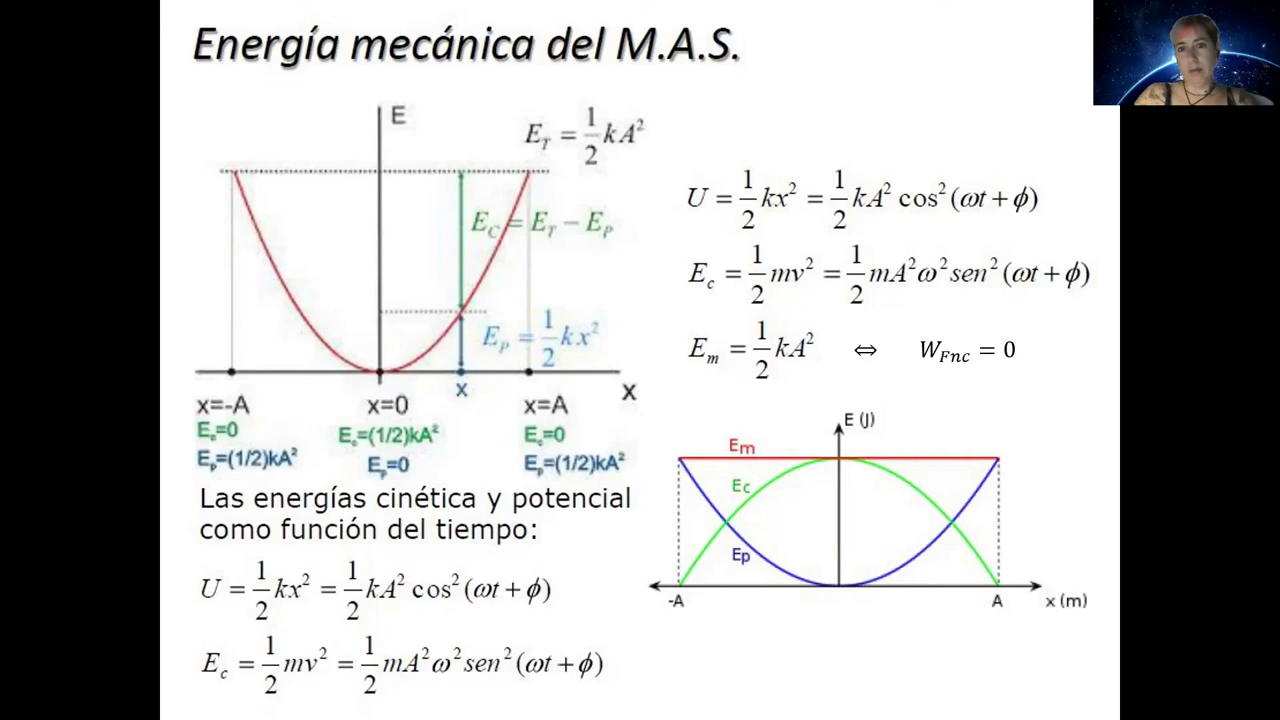 Energía mecánica del M.A.S.
E
E_T = 1/2 kA²
E_C = E_T − E_P
E_P = 1/2 kx²
x
X
x=-A
x=0
x=A
E_c=0
E_c=(1/2)kA²
E_c=0
E_p=(1/2)kA²
E_p=0
E_p=(1/2)kA²
Las energías cinética y potencial
como función del tiempo:
U = 1/2 kx² = 1/2 kA² cos² (ωt + ϕ)
E_c = 1/2 mv² = 1/2 mA²ω² sen² (ωt + ϕ)
U = 1/2 kx² = 1/2 kA² cos² (ωt + ϕ)
E_c = 1/2 mv² = 1/2 mA²ω² sen² (ωt + ϕ)
E_m = 1/2 kA² ⇔ W_Fnc = 0
E (J)
Em
Ec
Ep
-A
A
x (m)